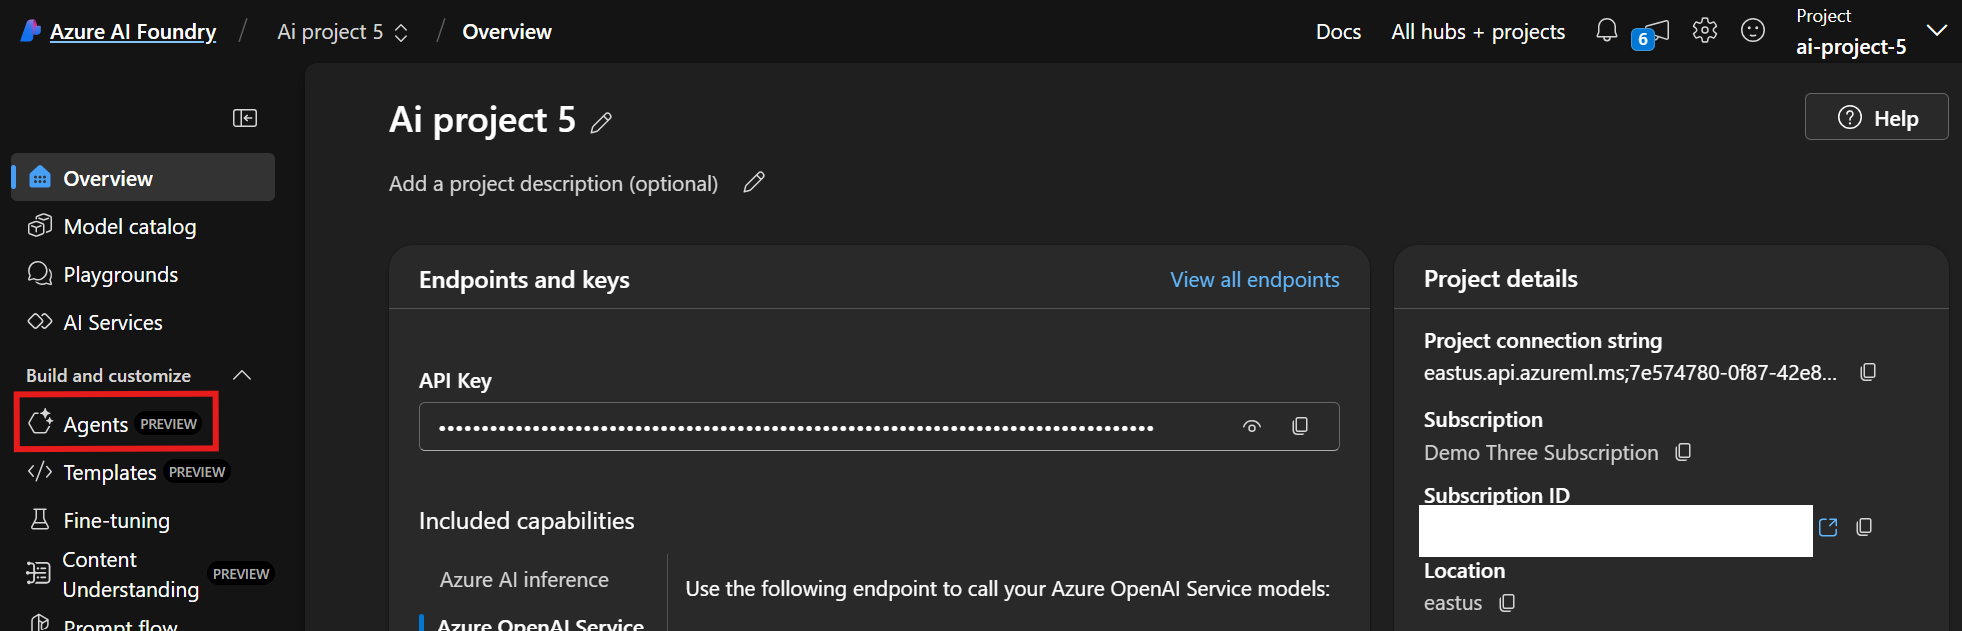 Azure AI Foundry / Ai project 5 / Overview
Docs All hubs + projects 6 Project
ai-project-5
Overview
Model catalog
Playgrounds
AI Services
Build and customize
Agents PREVIEW
Templates PREVIEW
Fine-tuning
Content
Understanding PREVIEW
Prompt flow
Ai project 5
Help
Add a project description (optional)
Endpoints and keys View all endpoints
API Key
Included capabilities
Azure AI inference
Azure OpenAI Service
Use the following endpoint to call your Azure OpenAI Service models:
Project details
Project connection string
eastus.api.azureml.ms;7e574780-0f87-42e8...
Subscription
Demo Three Subscription
Subscription ID
Location
eastus